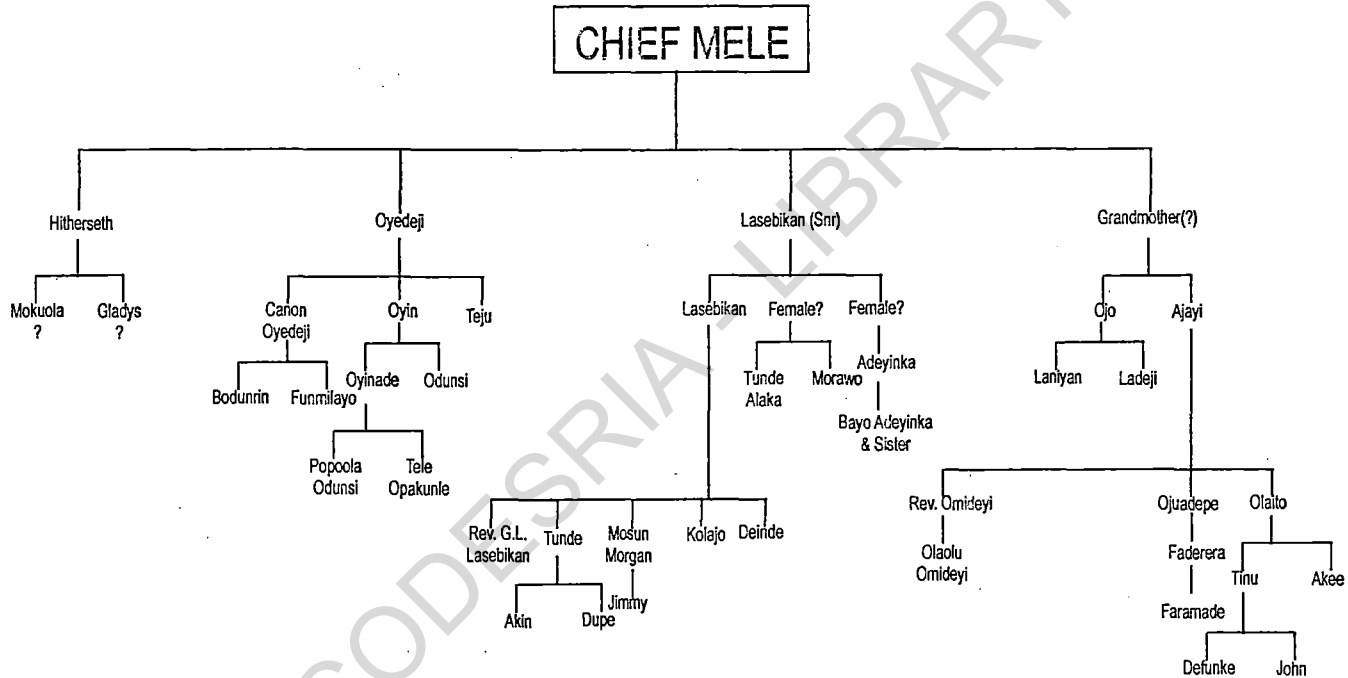 CHIEF MELE
Hitherseth
Oyedeji
Lasebikan (Snr)
Grandmother(?)
Mokuola
?
Gladys
?
Canon
Oyedeji
Oyin
Teju
Lasebikan
Female?
Female?
Ojo
Ajayi
Bodunrin
Funmilayo
Oyinade
Odunsi
Tunde
Alaka
Morawo
Adeyinka
Laniyan
Ladeji
Bayo Adeyinka
& Sister
Popoola
Odunsi
Tele
Opakunle
Rev. G.L.
Lasebikan
Tunde
Mosun
Morgan
Kolajo
Deinde
Rev. Omideyi
Ojuadepe
Olaito
Olaolu
Omideyi
Faderera
Tinu
Akee
Akin
Dupe
Jimmy
Faramade
Defunke
John
CODESRIA - LIBRARY